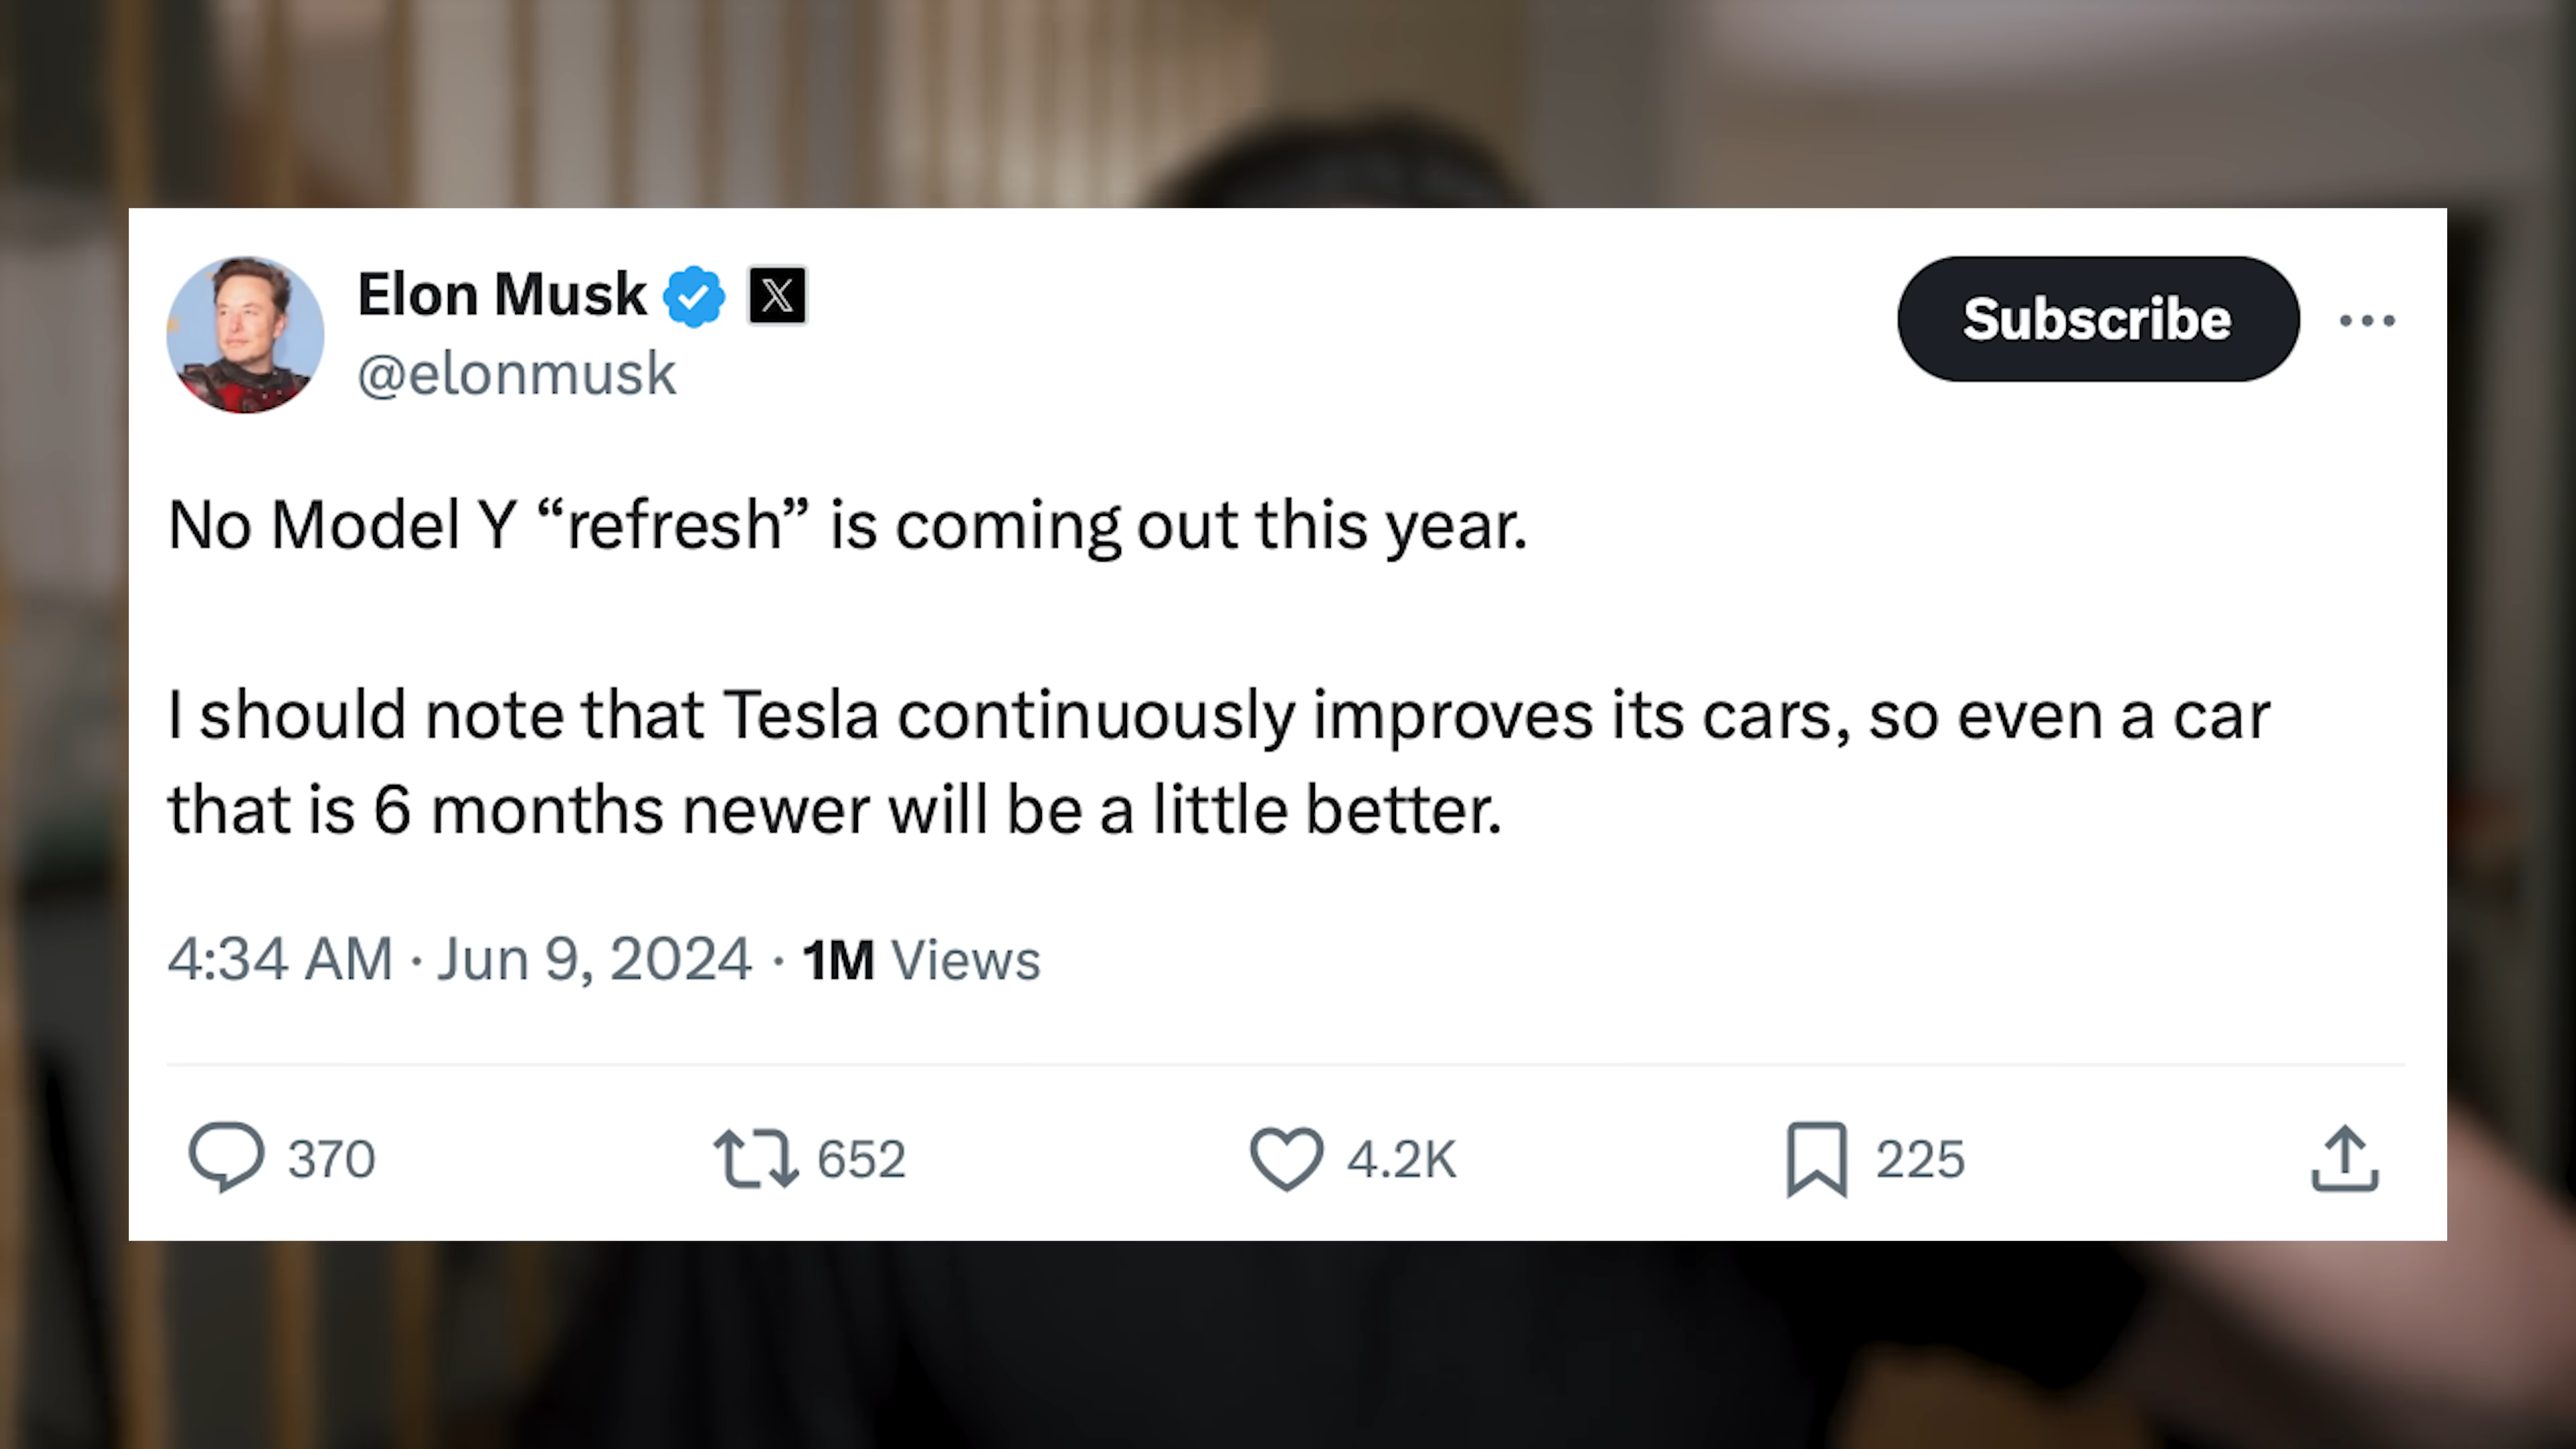 Elon Musk
@elonmusk
Subscribe
No Model Y “refresh” is coming out this year.
I should note that Tesla continuously improves its cars, so even a car
that is 6 months newer will be a little better.
4:34 AM · Jun 9, 2024 · 1M Views
370 652 4.2K 225